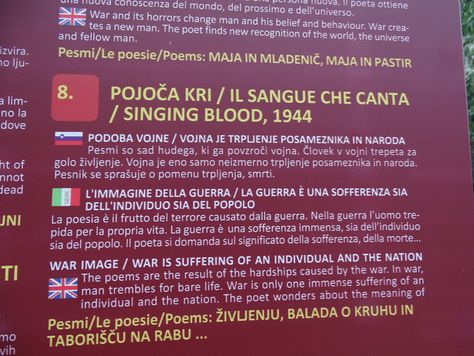 nuova conoscenza del mondo, del prossimo e dell'universo.
War and its horrors change man and his belief and behaviour. War crea-
tes a new man. The poet finds new recognition of the world, the universe
and fellow man.
Pesmi/Le poesie/Poems: MAJA IN MLADENIČ, MAJA IN PASTIR
8. POJOČA KRI / IL SANGUE CHE CANTA
/ SINGING BLOOD, 1944
PODOBA VOJNE / VOJNA JE TRPLJENJE POSAMEZNIKA IN NARODA
Pesmi so sad hudega, ki ga povzroči vojna. Človek v vojni trepeta za
golo življenje. Vojna je eno samo neizmerno trpljenje posameznika in naroda.
Pesnik se sprašuje o pomenu trpljenja, smrti.
L'IMMAGINE DELLA GUERRA / LA GUERRA È UNA SOFFERENZA SIA
DELL'INDIVIDUO SIA DEL POPOLO
La poesia è il frutto del terrore causato dalla guerra. Nella guerra l'uomo tre-
pida per la propria vita. La guerra è una sofferenza immensa, sia dell'individuo
sia del popolo. Il poeta si domanda sul significato della sofferenza, della morte...
WAR IMAGE / WAR IS SUFFERING OF AN INDIVIDUAL AND THE NATION
The poems are the result of the hardships caused by the war. In war,
man trembles for bare life. War is only one immense suffering of an
individual and the nation. The poet wonders about the meaning of
Pesmi/Le poesie/Poems: ŽIVLJENJU, BALADA O KRUHU IN
TABORIŠČU NA RABU ...